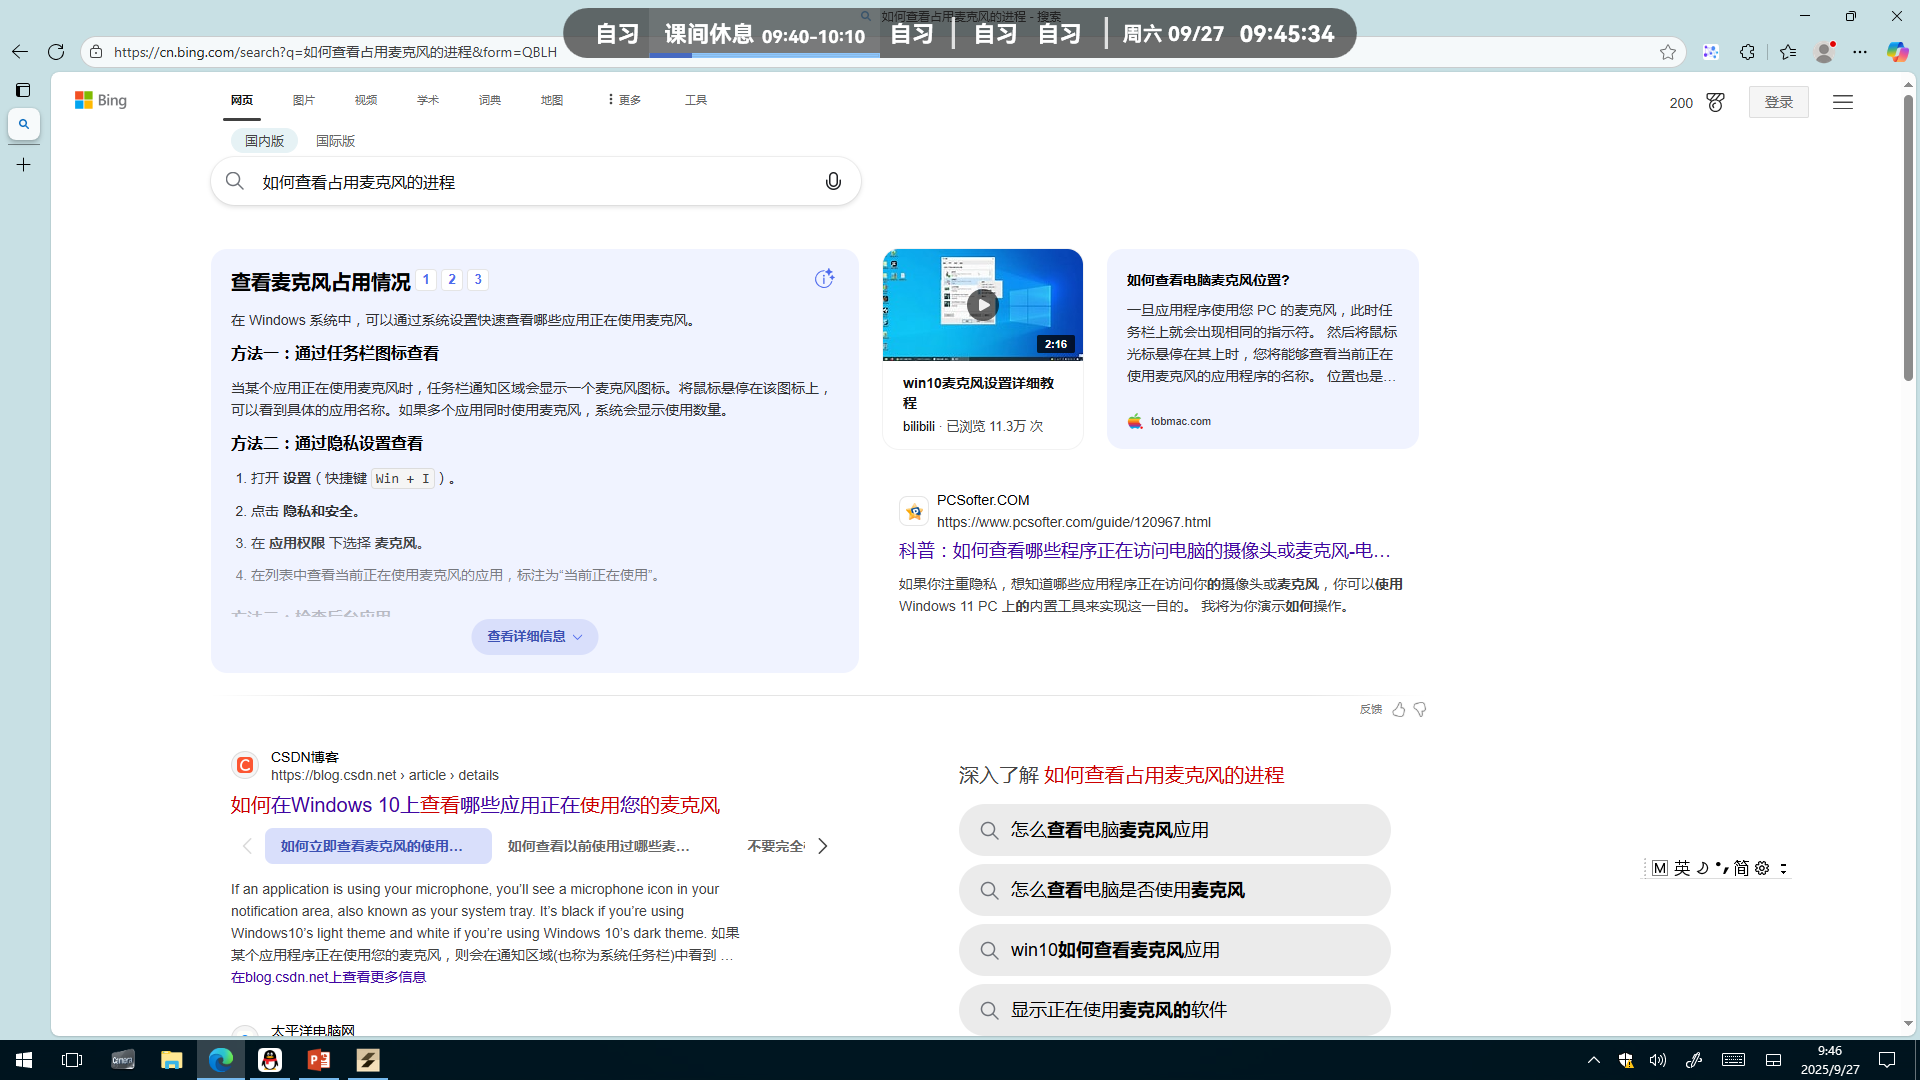 如何查看占用麦克风的进程 - 搜索
自习 课间休息 09:40-10:10 自习 自习 自习 周六 09/27 09:45:34
https://cn.bing.com/search?q=如何查看占用麦克风的进程&form=QBLH
Bing
网页 图片 视频 学术 词典 地图 更多 工具
200 登录
国内版 国际版
如何查看占用麦克风的进程
查看麦克风占用情况 1 2 3
在 Windows 系统中，可以通过系统设置快速查看哪些应用正在使用麦克风。
方法一：通过任务栏图标查看
当某个应用正在使用麦克风时，任务栏通知区域会显示一个麦克风图标。将鼠标悬停在该图标上，
可以看到具体的应用名称。如果多个应用同时使用麦克风，系统会显示使用数量。
方法二：通过隐私设置查看
1. 打开 设置（快捷键 Win + I）。
2. 点击 隐私和安全。
3. 在 应用权限 下选择 麦克风。
4. 在列表中查看当前正在使用麦克风的应用，标注为“当前正在使用”。
查看详细信息
2:16
win10麦克风设置详细教
程
bilibili · 已浏览 11.3万 次
如何查看电脑麦克风位置?
一旦应用程序使用您 PC 的麦克风，此时任
务栏上就会出现相同的指示符。 然后将鼠标
光标悬停在其上时，您将能够查看当前正在
使用麦克风的应用程序的名称。 位置也是…
tobmac.com
PCSofter.COM
https://www.pcsofter.com/guide/120967.html
科普：如何查看哪些程序正在访问电脑的摄像头或麦克风-电…
如果你注重隐私，想知道哪些应用程序正在访问你的摄像头或麦克风，你可以使用
Windows 11 PC 上的内置工具来实现这一目的。 我将为你演示如何操作。
反馈
CSDN博客
https://blog.csdn.net › article › details
如何在Windows 10上查看哪些应用正在使用您的麦克风
如何立即查看麦克风的使用… 如何查看以前使用过哪些麦… 不要完全
If an application is using your microphone, you’ll see a microphone icon in your
notification area, also known as your system tray. It’s black if you’re using
Windows10’s light theme and white if you’re using Windows 10’s dark theme. 如果
某个应用程序正在使用您的麦克风，则会在通知区域(也称为系统任务栏)中看到 …
在blog.csdn.net上查看更多信息
太平洋电脑网
深入了解 如何查看占用麦克风的进程
怎么查看电脑麦克风应用
怎么查看电脑是否使用麦克风
win10如何查看麦克风应用
显示正在使用麦克风的软件
M 英 简
9:46
2025/9/27